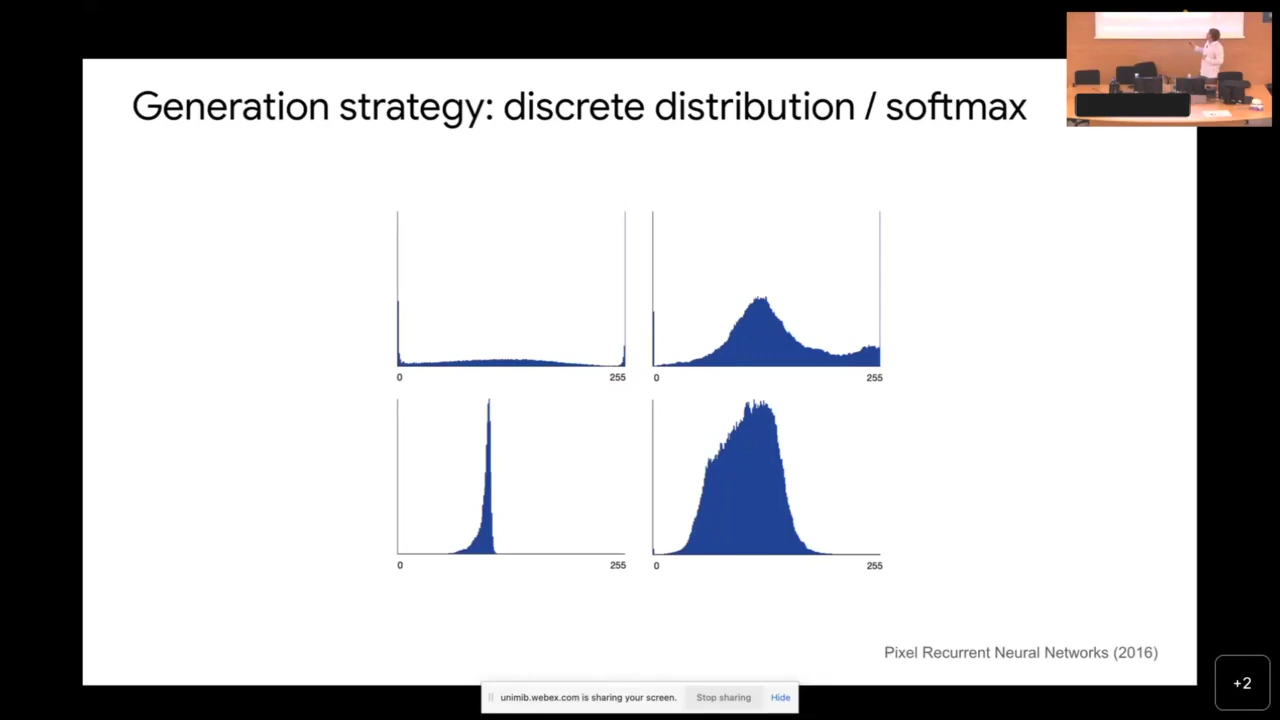 Generation strategy: discrete distribution / softmax
0
255
0
255
0
255
0
255
Pixel Recurrent Neural Networks (2016)
unimib.webex.com is sharing your screen.
Stop sharing
Hide
+2